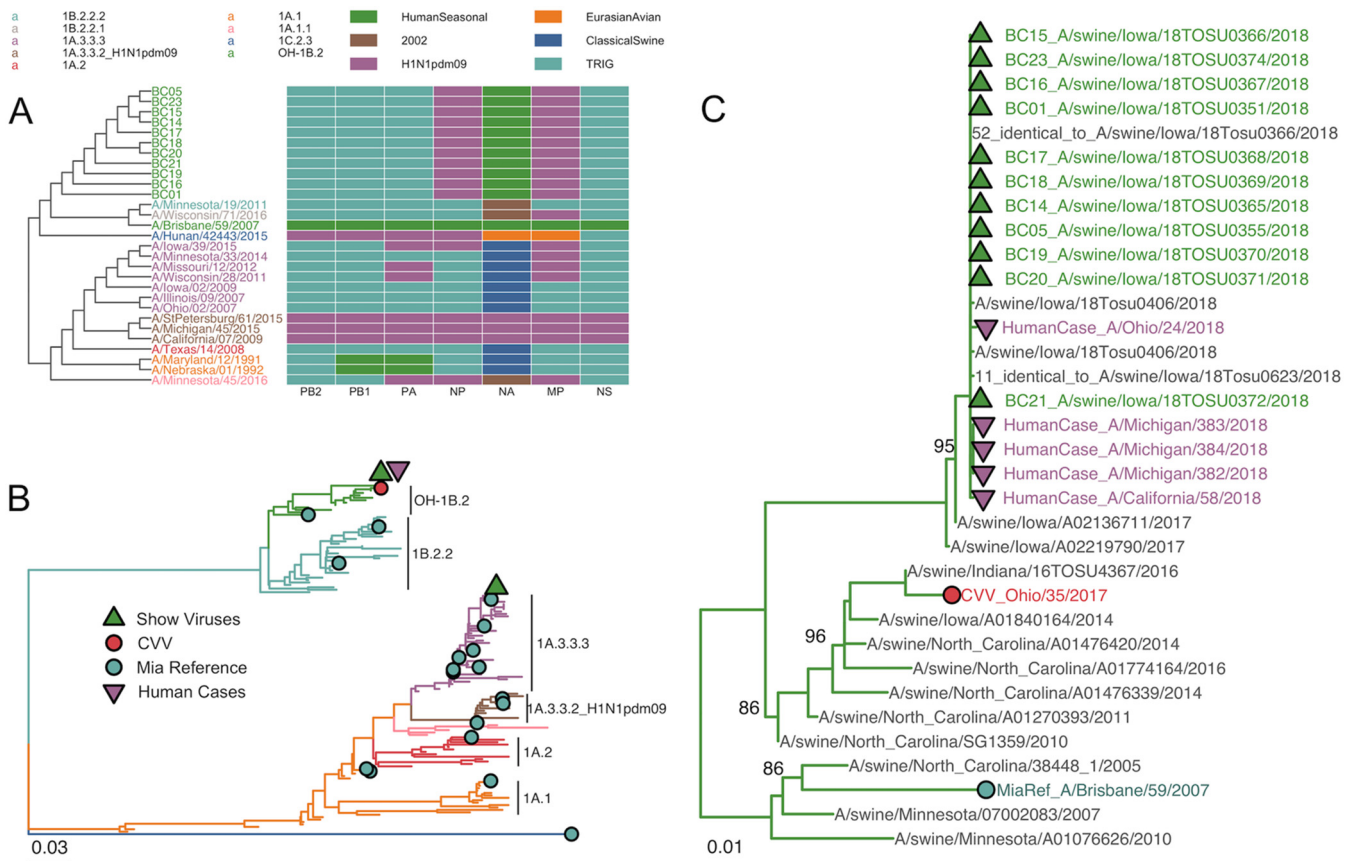 a 1B.2.2.2
a 1B.2.2.1
a 1A.3.3.3
a 1A.3.3.2_H1N1pdm09
a 1A.2
a 1A.1
a 1A.1.1
a 1C.2.3
a OH-1B.2
HumanSeasonal
2002
H1N1pdm09
EurasianAvian
ClassicalSwine
TRIG
A
BC05
BC23
BC15
BC14
BC17
BC18
BC20
BC21
BC19
BC16
BC01
A/Minnesota/19/2011
A/Wisconsin/71/2016
A/Brisbane/59/2007
A/Hunan/42443/2015
A/Iowa/39/2015
A/Minnesota/33/2014
A/Missouri/12/2012
A/Wisconsin/28/2011
A/Iowa/02/2009
A/Illinois/09/2007
A/Ohio/02/2007
A/StPetersburg/61/2015
A/Michigan/45/2015
A/California/07/2009
A/Texas/14/2008
A/Maryland/12/1991
A/Nebraska/01/1992
A/Minnesota/45/2016
PB2 PB1 PA NP NA MP NS
B
OH-1B.2
1B.2.2
Show Viruses
CVV
Mia Reference
Human Cases
1A.3.3.3
1A.3.3.2_H1N1pdm09
1A.2
1A.1
0.03
C
BC15_A/swine/Iowa/18TOSU0366/2018
BC23_A/swine/Iowa/18TOSU0374/2018
BC16_A/swine/Iowa/18TOSU0367/2018
BC01_A/swine/Iowa/18TOSU0351/2018
52_identical_to_A/swine/Iowa/18Tosu0366/2018
BC17_A/swine/Iowa/18TOSU0368/2018
BC18_A/swine/Iowa/18TOSU0369/2018
BC14_A/swine/Iowa/18TOSU0365/2018
BC05_A/swine/Iowa/18TOSU0355/2018
BC19_A/swine/Iowa/18TOSU0370/2018
BC20_A/swine/Iowa/18TOSU0371/2018
A/swine/Iowa/18Tosu0406/2018
HumanCase_A/Ohio/24/2018
A/swine/Iowa/18Tosu0406/2018
11_identical_to_A/swine/Iowa/18Tosu0623/2018
BC21_A/swine/Iowa/18TOSU0372/2018
HumanCase_A/Michigan/383/2018
95
HumanCase_A/Michigan/384/2018
HumanCase_A/Michigan/382/2018
HumanCase_A/California/58/2018
A/swine/Iowa/A02136711/2017
A/swine/Iowa/A02219790/2017
A/swine/Indiana/16TOSU4367/2016
CVV_Ohio/35/2017
A/swine/Iowa/A01840164/2014
96
A/swine/North_Carolina/A01476420/2014
A/swine/North_Carolina/A01774164/2016
A/swine/North_Carolina/A01476339/2014
86
A/swine/North_Carolina/A01270393/2011
A/swine/North_Carolina/SG1359/2010
86
A/swine/North_Carolina/38448_1/2005
MiaRef_A/Brisbane/59/2007
A/swine/Minnesota/07002083/2007
A/swine/Minnesota/A01076626/2010
0.01